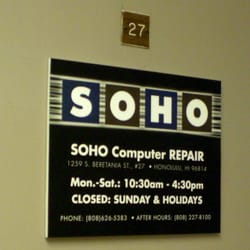 27
SOHO
SOHO Computer REPAIR
1259 S. BERETANIA ST., #27 • HONOLULU, HI 96814
Mon.-Sat.: 10:30am - 4:30pm
CLOSED: SUNDAY & HOLIDAYS
PHONE: (808)626-5383 • AFTER HOURS: (808) 227-8100